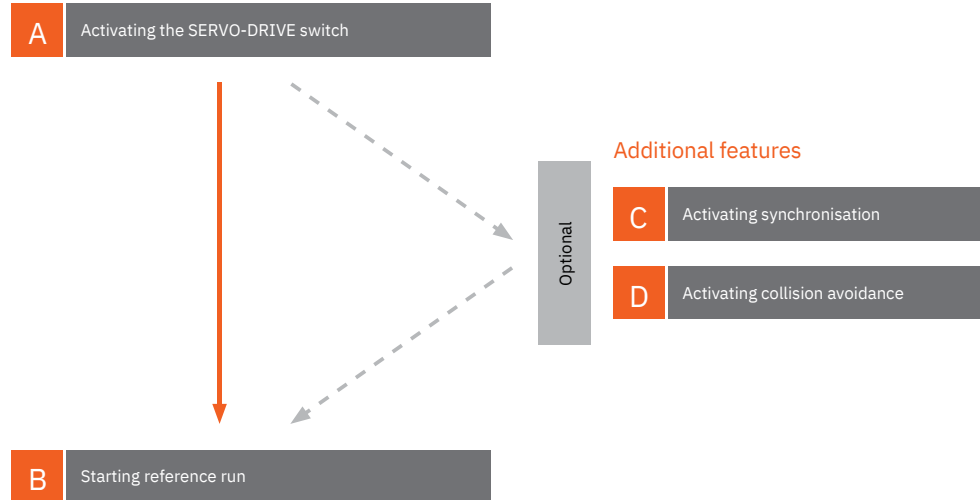 A Activating the SERVO-DRIVE switch
Additional features
Optional
C Activating synchronisation
D Activating collision avoidance
B Starting reference run